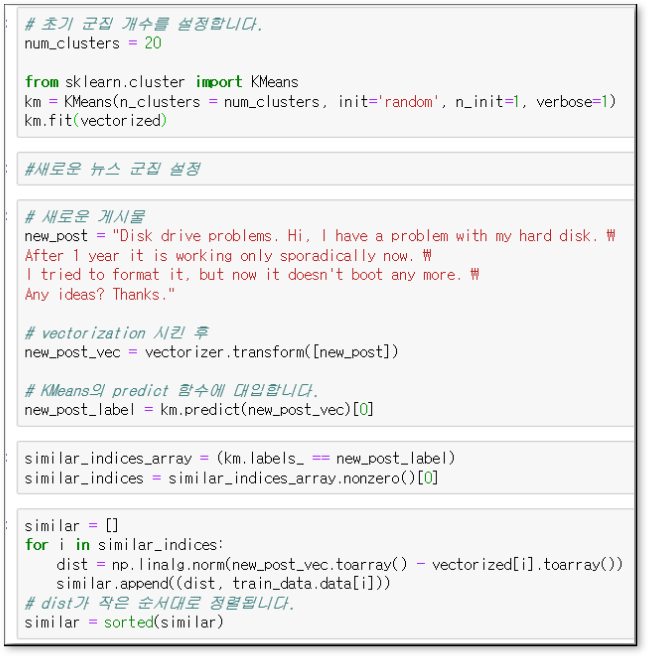 # 초기 군집 개수를 설정합니다.
num_clusters = 20
from sklearn.cluster import KMeans
km = KMeans(n_clusters = num_clusters, init='random', n_init=1, verbose=1)
km.fit(vectorized)
#새로운 뉴스 군집 설정
# 새로운 게시물
new_post = "Disk drive problems. Hi, I have a problem with my hard disk. ₩
After 1 year it is working only sporadically now. ₩
I tried to format it, but now it doesn't boot any more. ₩
Any ideas? Thanks."
# vectorization 시킨 후
new_post_vec = vectorizer.transform([new_post])
# KMeans의 predict 함수에 대입합니다.
new_post_label = km.predict(new_post_vec)[0]
similar_indices_array = (km.labels_ == new_post_label)
similar_indices = similar_indices_array.nonzero()[0]
similar = []
for i in similar_indices:
    dist = np.linalg.norm(new_post_vec.toarray() - vectorized[i].toarray())
    similar.append((dist, train_data.data[i]))
# dist가 작은 순서대로 정렬됩니다.
similar = sorted(similar)